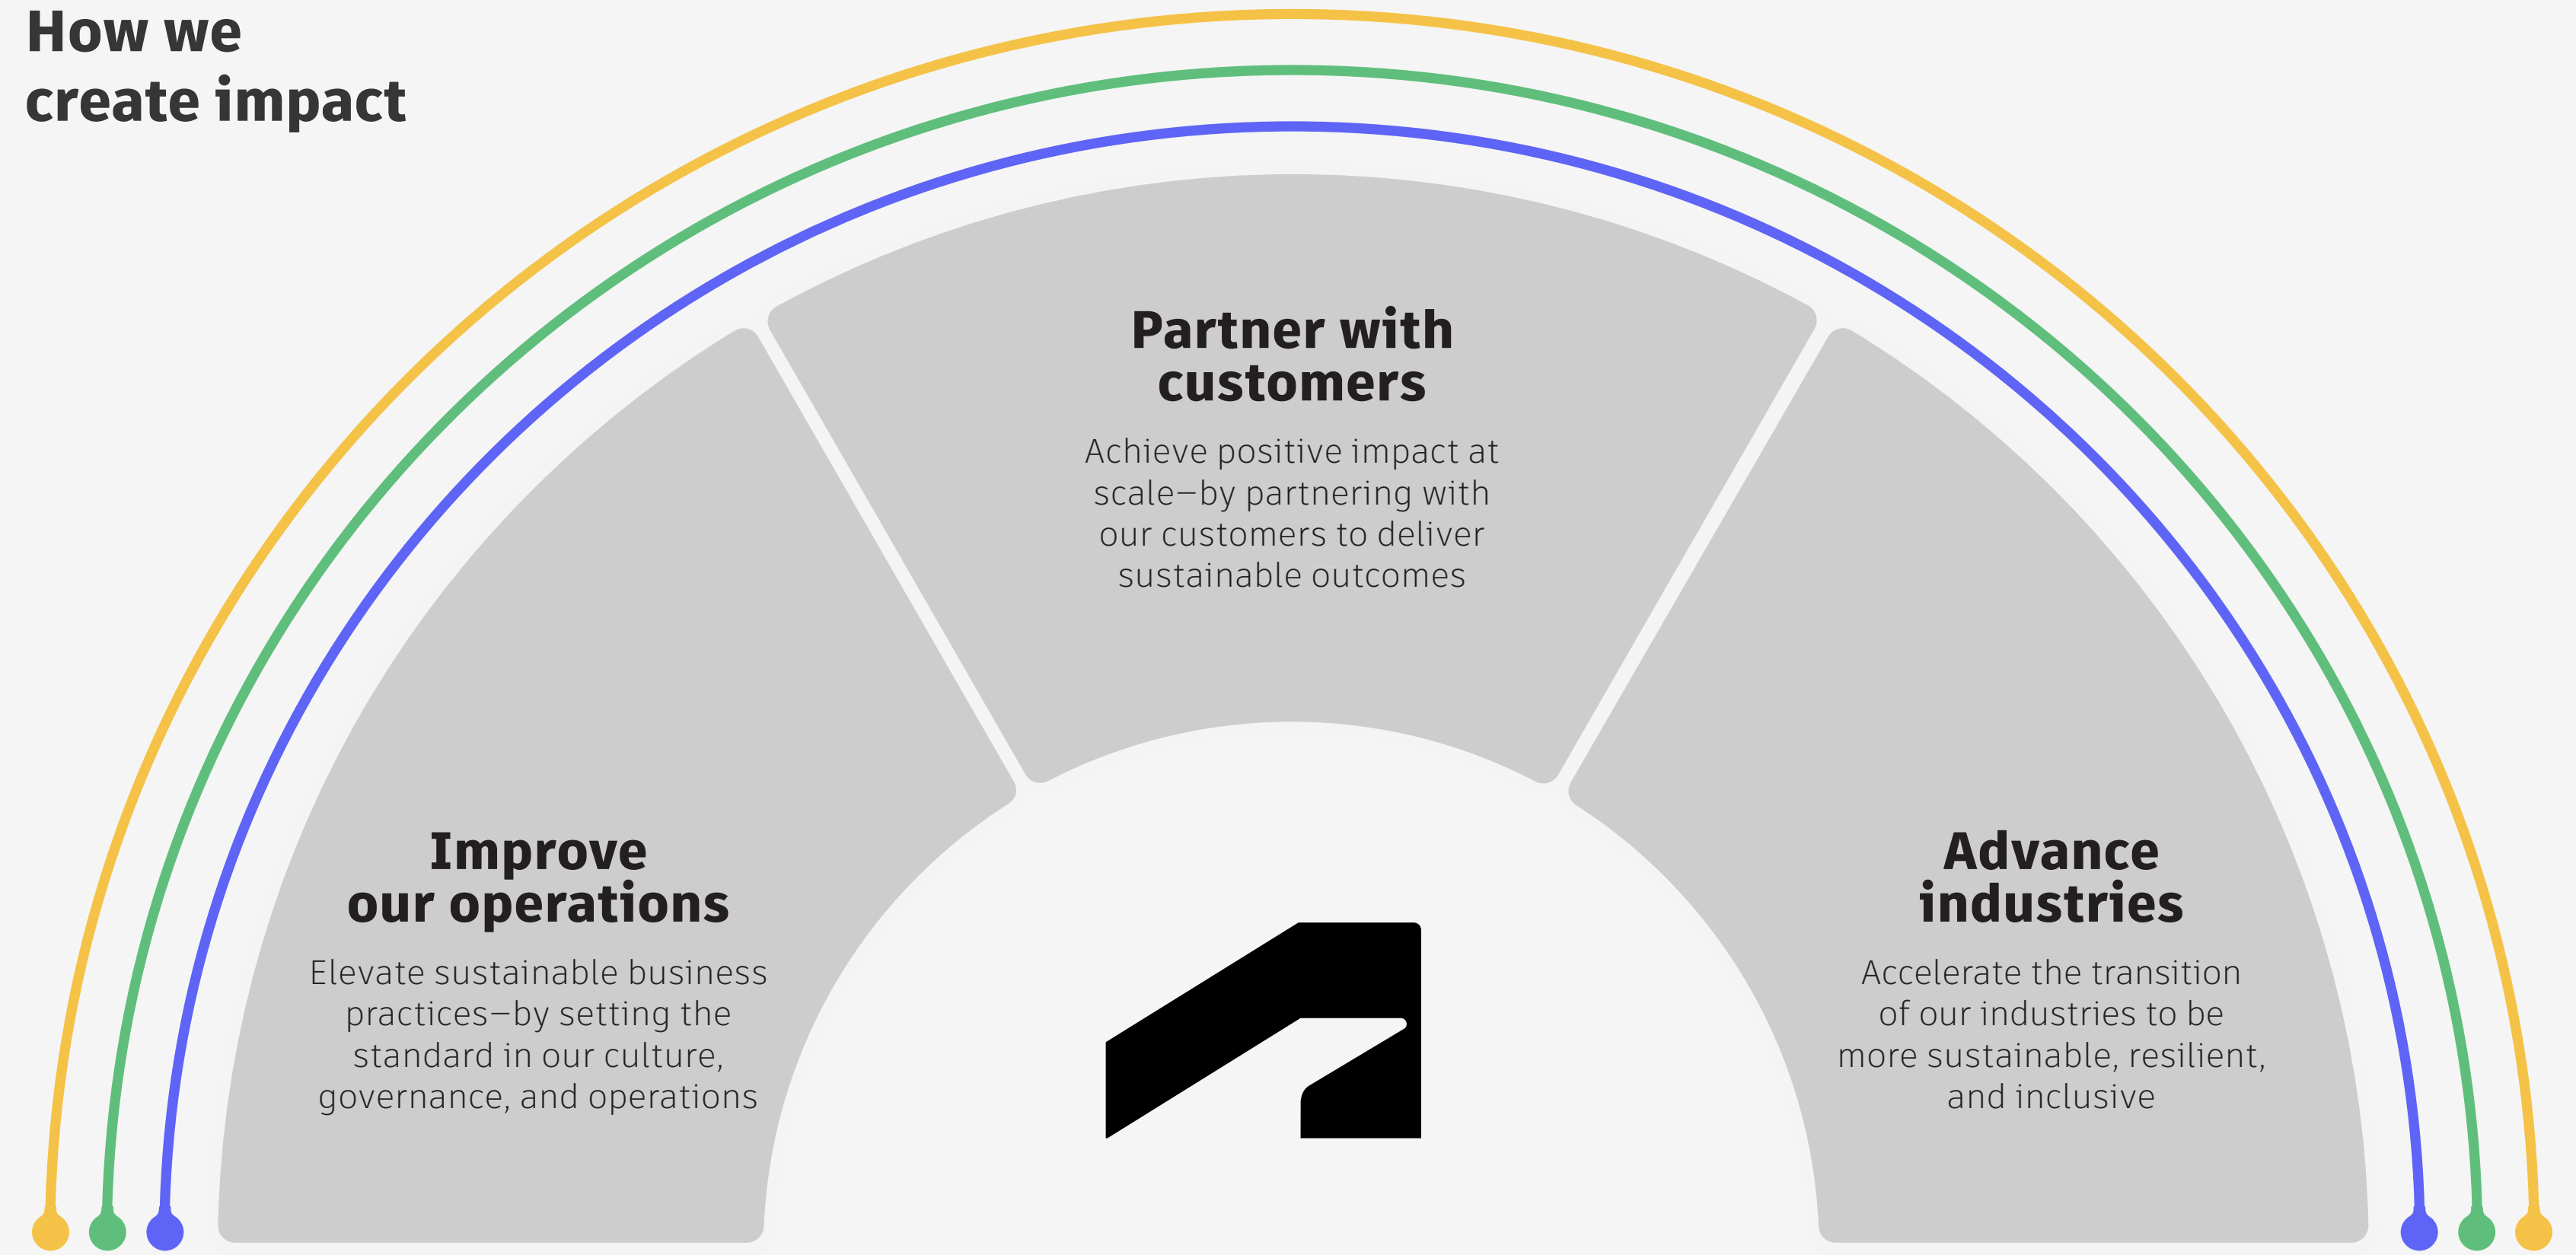 How we
create impact
Partner with
customers
Achieve positive impact at
scale—by partnering with
our customers to deliver
sustainable outcomes
Improve
our operations
Elevate sustainable business
practices—by setting the
standard in our culture,
governance, and operations
Advance
industries
Accelerate the transition
of our industries to be
more sustainable, resilient,
and inclusive